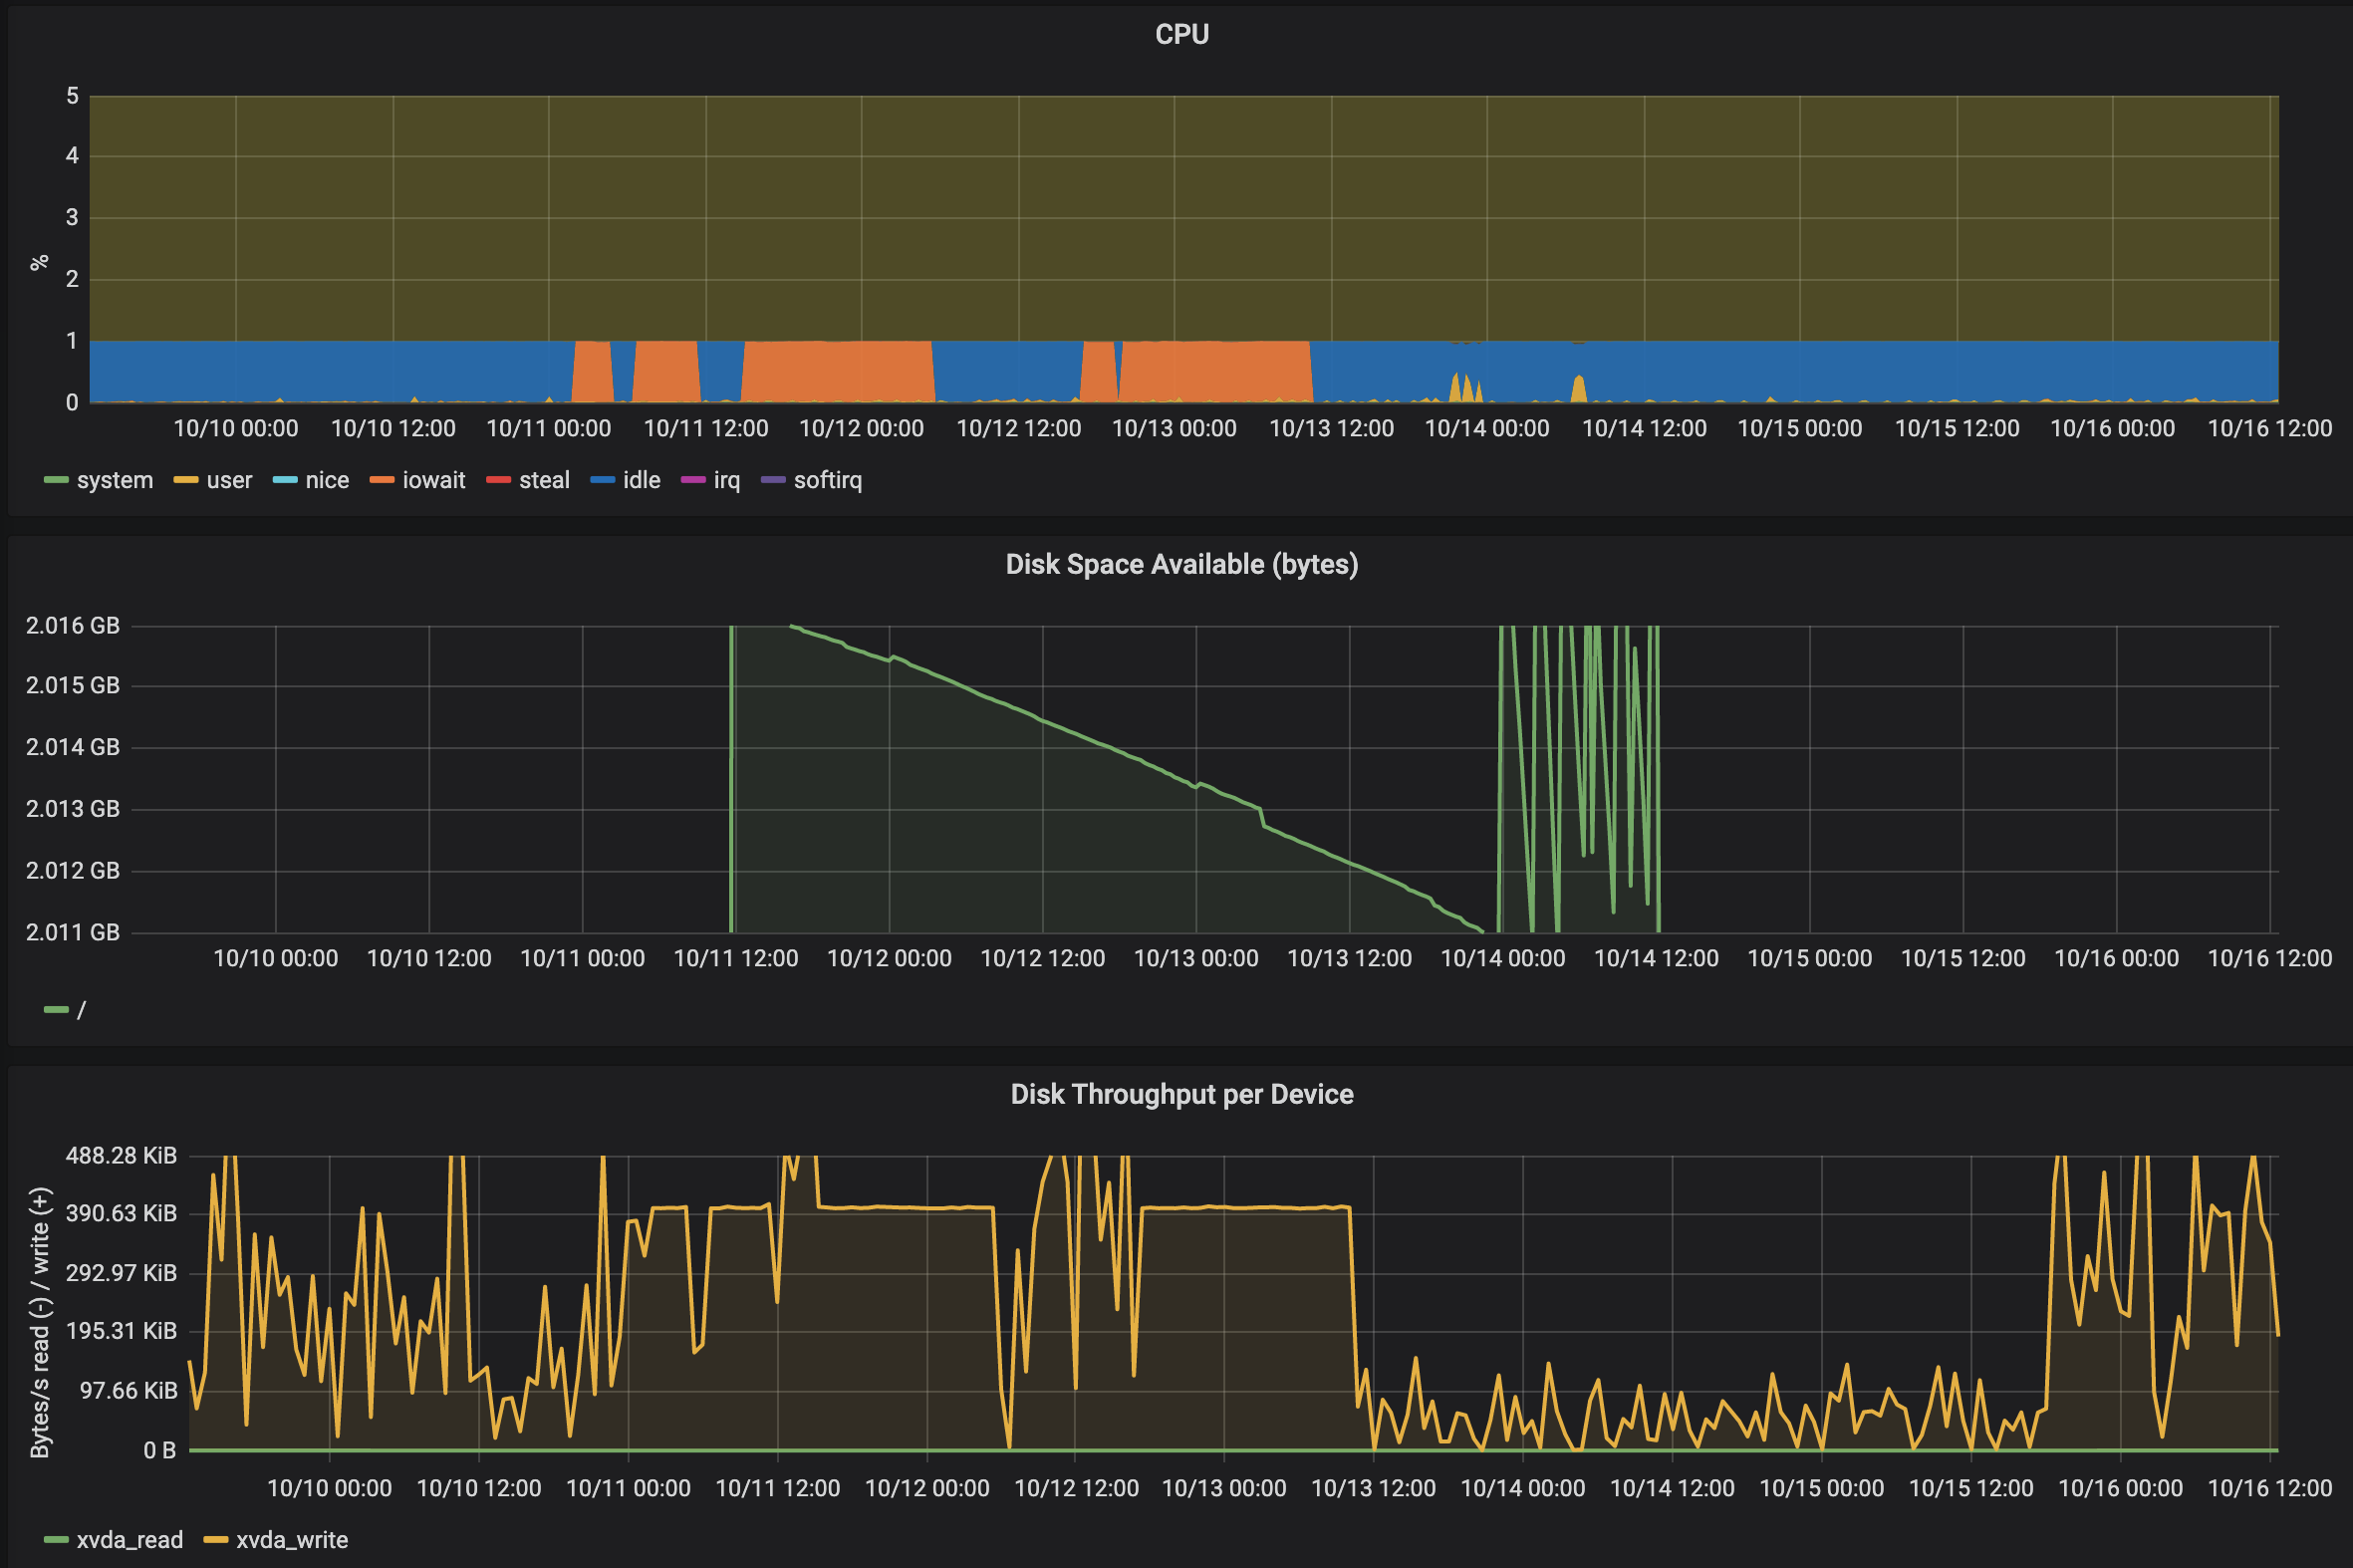 CPU
5
4
3
2
1
0
%
10/10 00:00 10/10 12:00 10/11 00:00 10/11 12:00 10/12 00:00 10/12 12:00 10/13 00:00 10/13 12:00 10/14 00:00 10/14 12:00 10/15 00:00 10/15 12:00 10/16 00:00 10/16 12:00
system user nice iowait steal idle irq softirq
Disk Space Available (bytes)
2.016 GB
2.015 GB
2.014 GB
2.013 GB
2.012 GB
2.011 GB
10/10 00:00 10/10 12:00 10/11 00:00 10/11 12:00 10/12 00:00 10/12 12:00 10/13 00:00 10/13 12:00 10/14 00:00 10/14 12:00 10/15 00:00 10/15 12:00 10/16 00:00 10/16 12:00
/
Disk Throughput per Device
488.28 KiB
390.63 KiB
292.97 KiB
195.31 KiB
97.66 KiB
0 B
Bytes/s read (-) / write (+)
10/10 00:00 10/10 12:00 10/11 00:00 10/11 12:00 10/12 00:00 10/12 12:00 10/13 00:00 10/13 12:00 10/14 00:00 10/14 12:00 10/15 00:00 10/15 12:00 10/16 00:00 10/16 12:00
xvda_read xvda_write